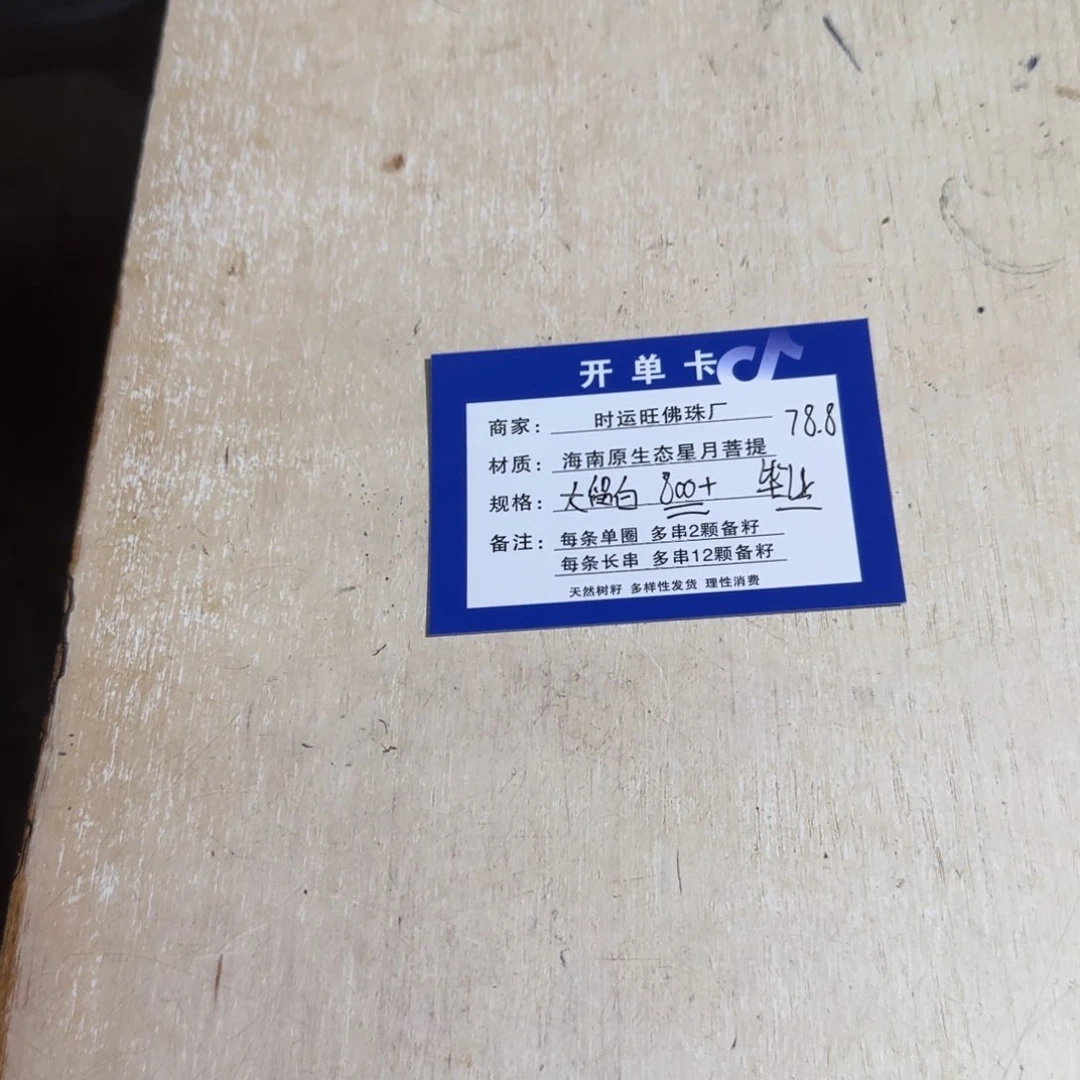 开单卡
商家： 时运旺佛珠厂 78.8
材质： 海南原生态星月菩提
规格： 大留白 800+
备注： 每条单圈 多串2颗备籽
每条长串 多串12颗备籽
天然树籽 多样性发货 理性消费